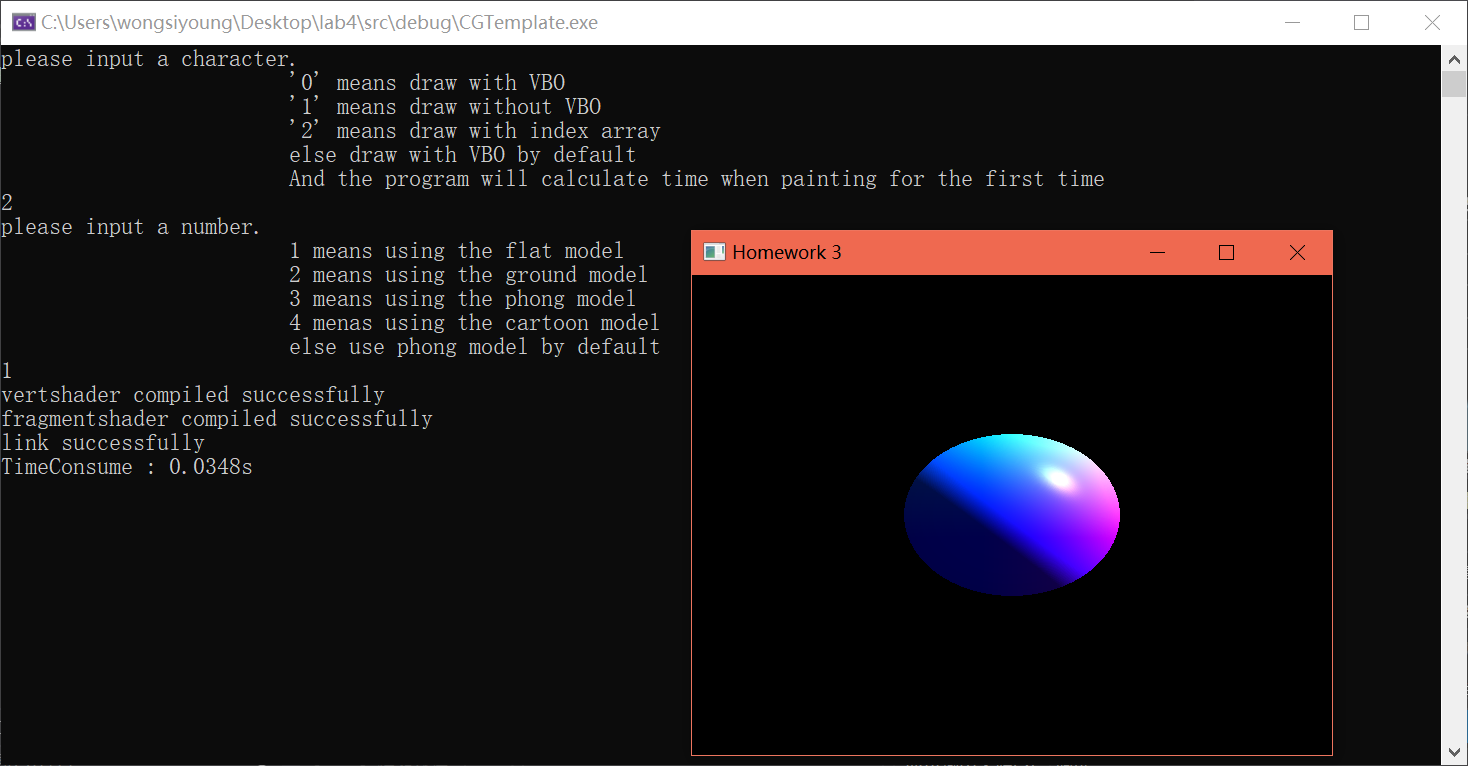 C:\Users\wongsiyoung\Desktop\lab4\src\debug\CGTemplate.exe
please input a character.
'0' means draw with VBO
'1' means draw without VBO
'2' means draw with index array
else draw with VBO by default
And the program will calculate time when painting for the first time
2
please input a number.
1 means using the flat model
2 means using the ground model
3 means using the phong model
4 menas using the cartoon model
else use phong model by default
1
vertshader compiled successfully
fragmentshader compiled successfully
link successfully
TimeConsume : 0.0348s
Homework 3